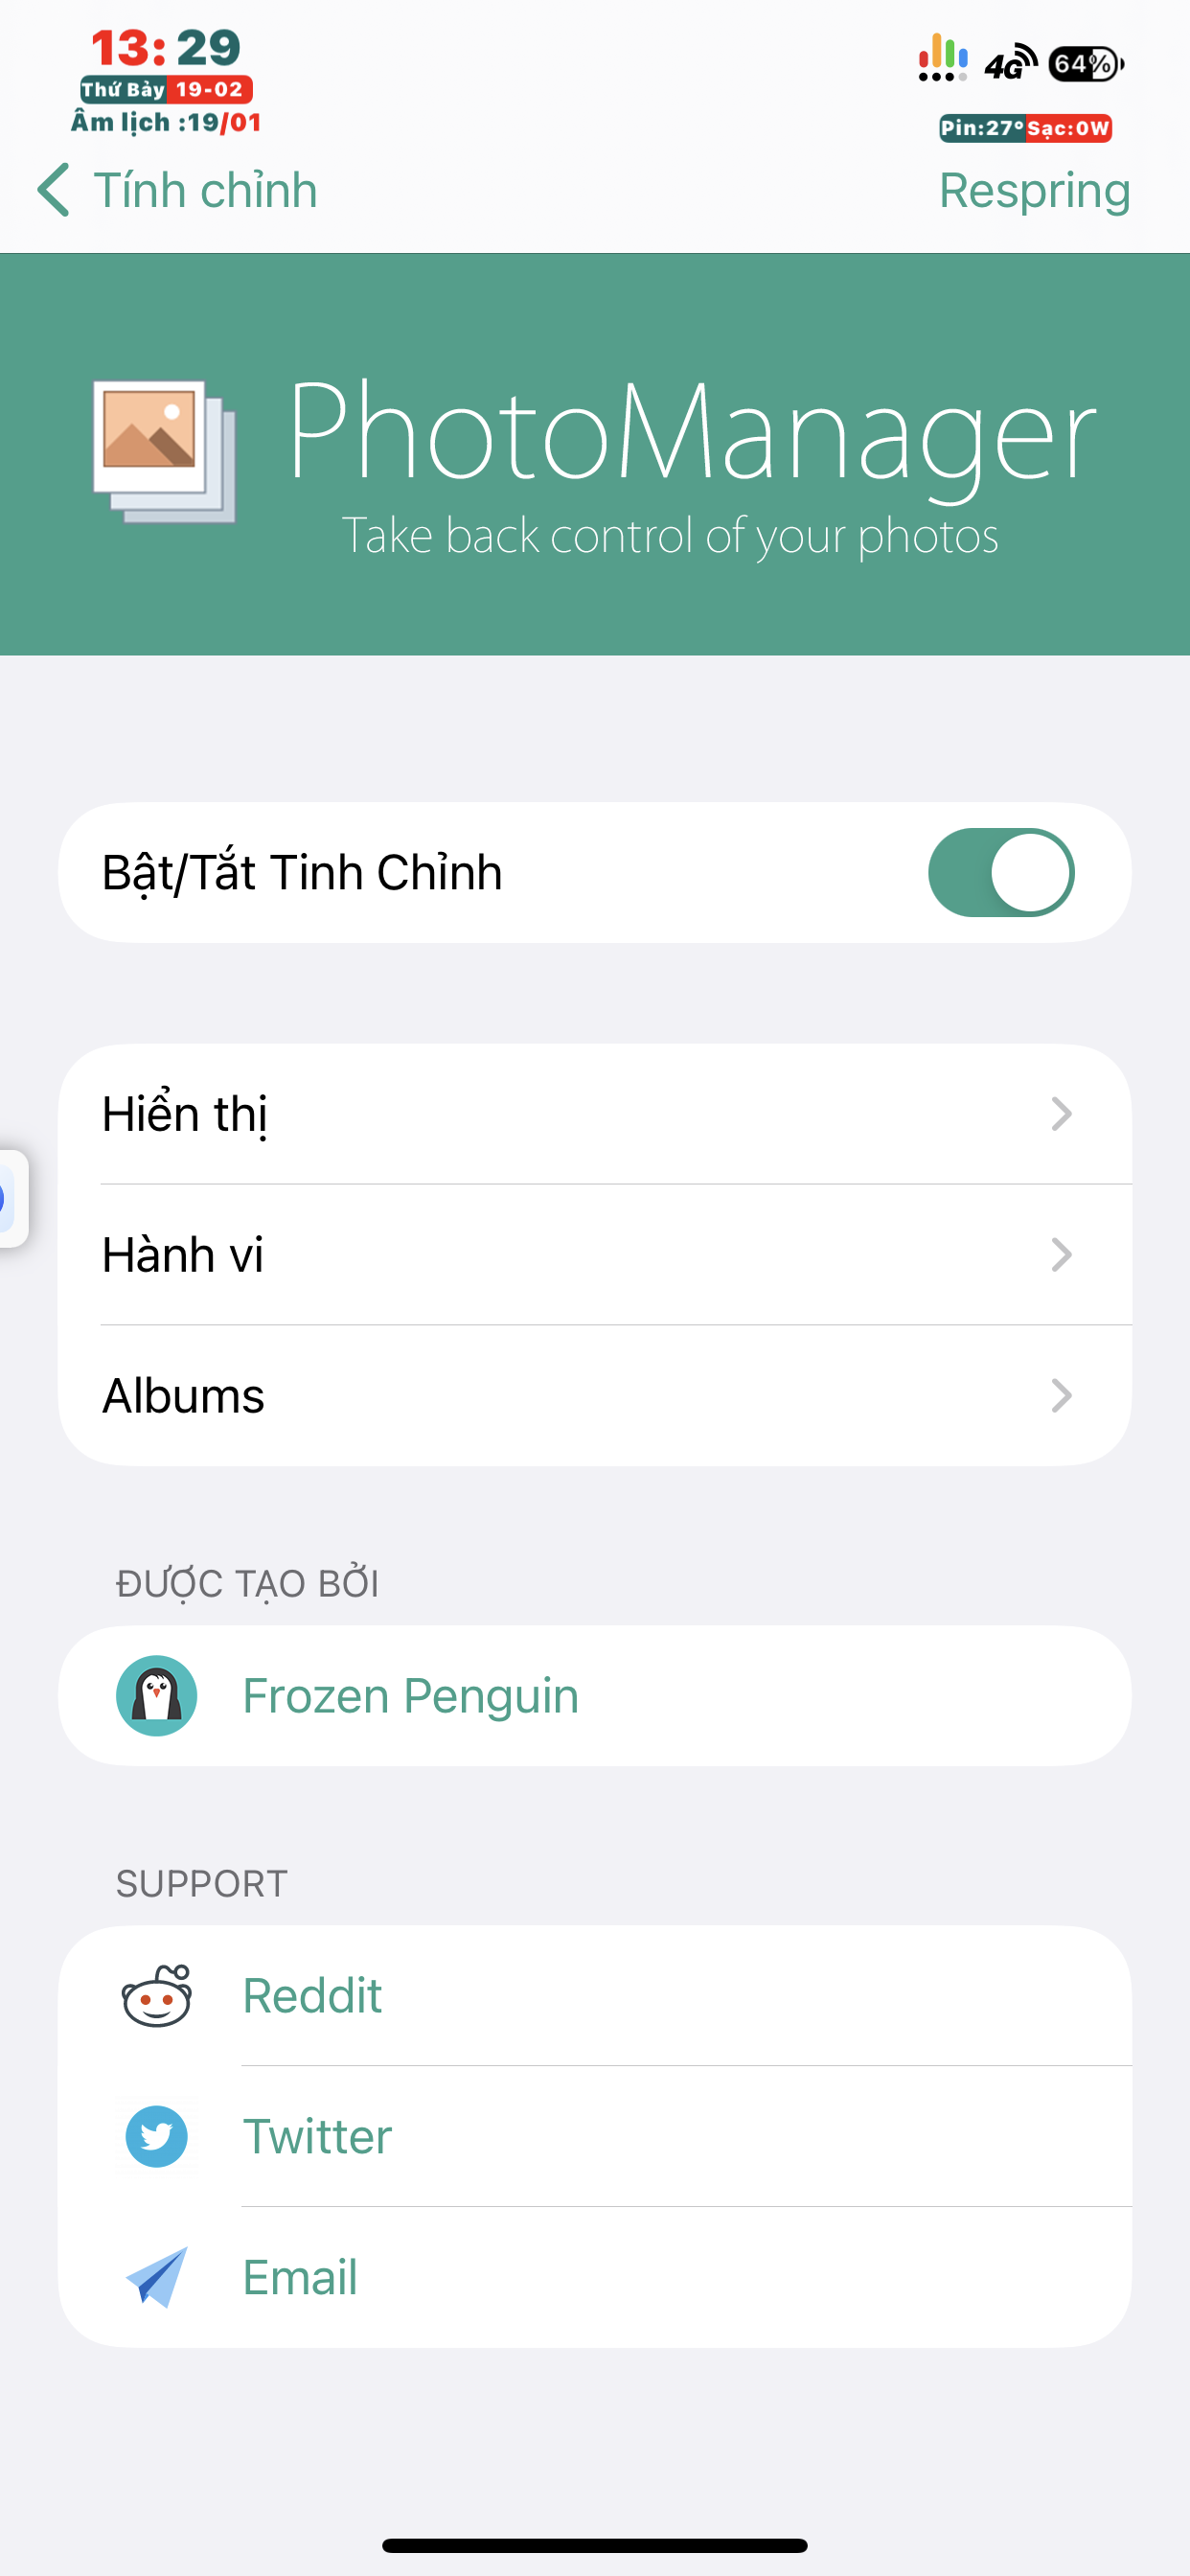 13:29
Thứ Bảy 19-02
Âm lịch :19/01
4G 64%
Pin:27° Sạc:0W
Tính chỉnh
Respring
PhotoManager
Take back control of your photos
Bật/Tắt Tinh Chỉnh
Hiển thị
Hành vi
Albums
ĐƯỢC TẠO BỞI
Frozen Penguin
SUPPORT
Reddit
Twitter
Email